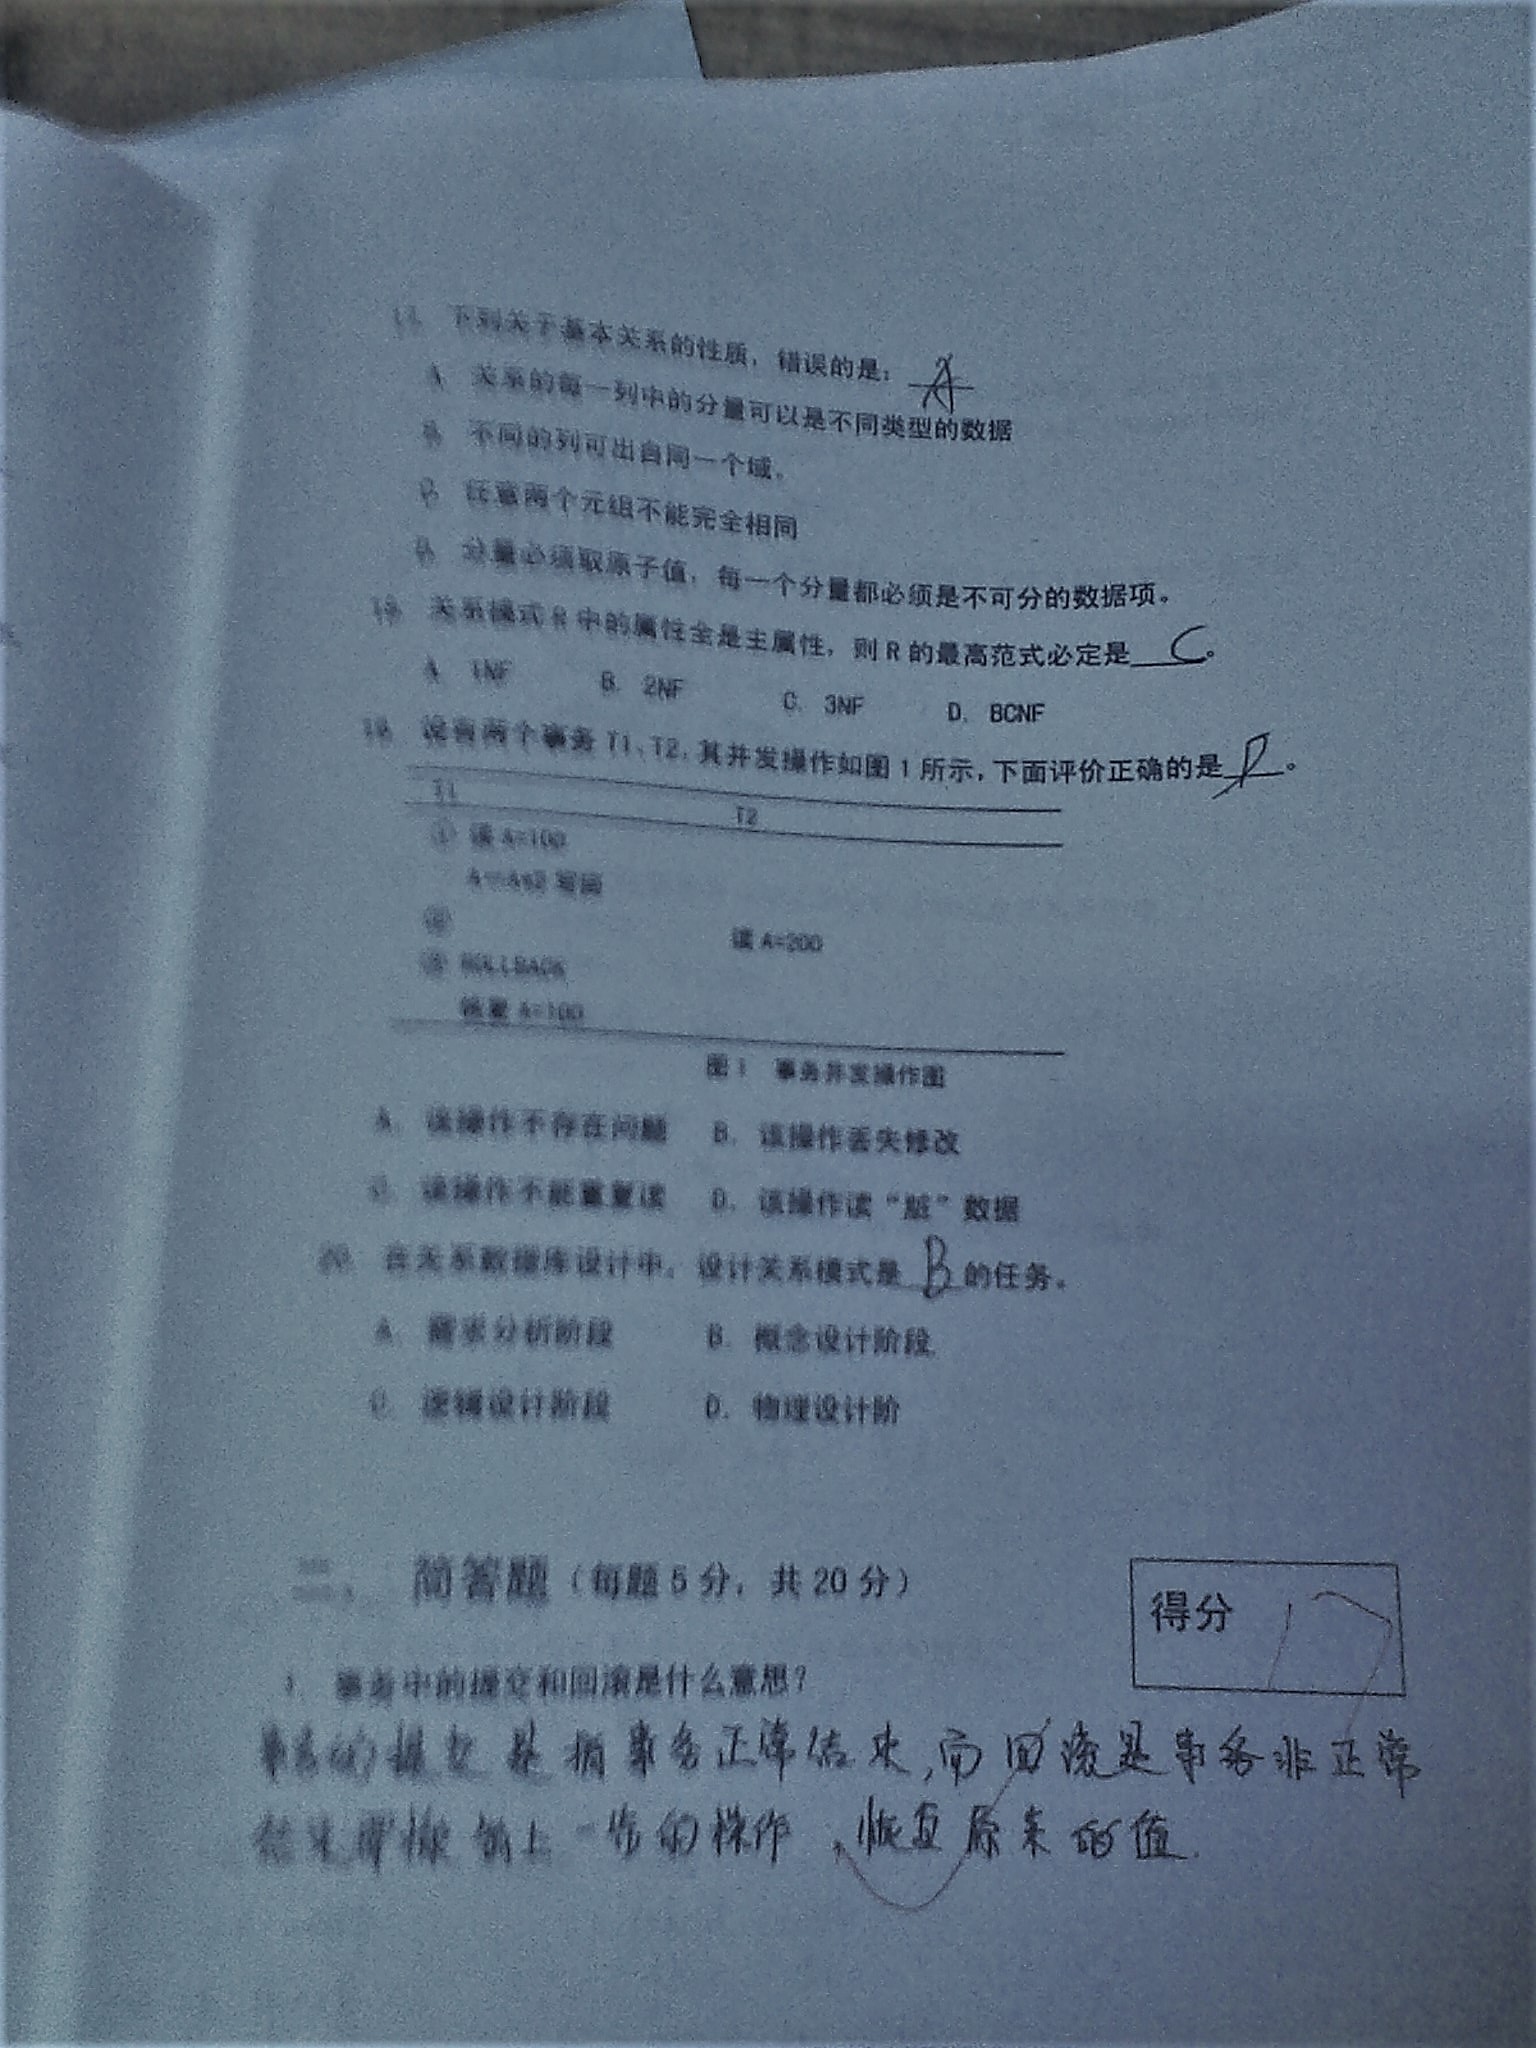 17. 下列关于基本关系的性质，错误的是： A
A. 关系的每一列中的分量可以是不同类型的数据
B. 不同的列可出自同一个域。
任意两个元组不能完全相同
分量必须取原子值，每一个分量都必须是不可分的数据项。
关系模式R中的属性全是主属性，则R的最高范式必定是 C。
A. 1NF B. 2NF C. 3NF D. BCNF
设有两个事务 T1、T2，其并发操作如图1所示，下面评价正确的是 D。
T1 T2
① 读 A=100
A=A*2 写回
② 读 A=200
③ ROLLBACK
恢复 A=100
图1 事务并发操作图
A. 该操作不存在问题 B. 该操作丢失修改
C. 该操作不能重复读 D. 该操作读“脏”数据
20. 在关系数据库设计中，设计关系模式是 B 的任务。
A. 需求分析阶段 B. 概念设计阶段
C. 逻辑设计阶段 D. 物理设计阶
二、 简答题（每题5分，共20分）
得分
1. 事务中的提交和回滚是什么意思？
事务的提交是指事务正常结束，而回滚是事务非正常
结束 上一步的操作，恢复原来的值.